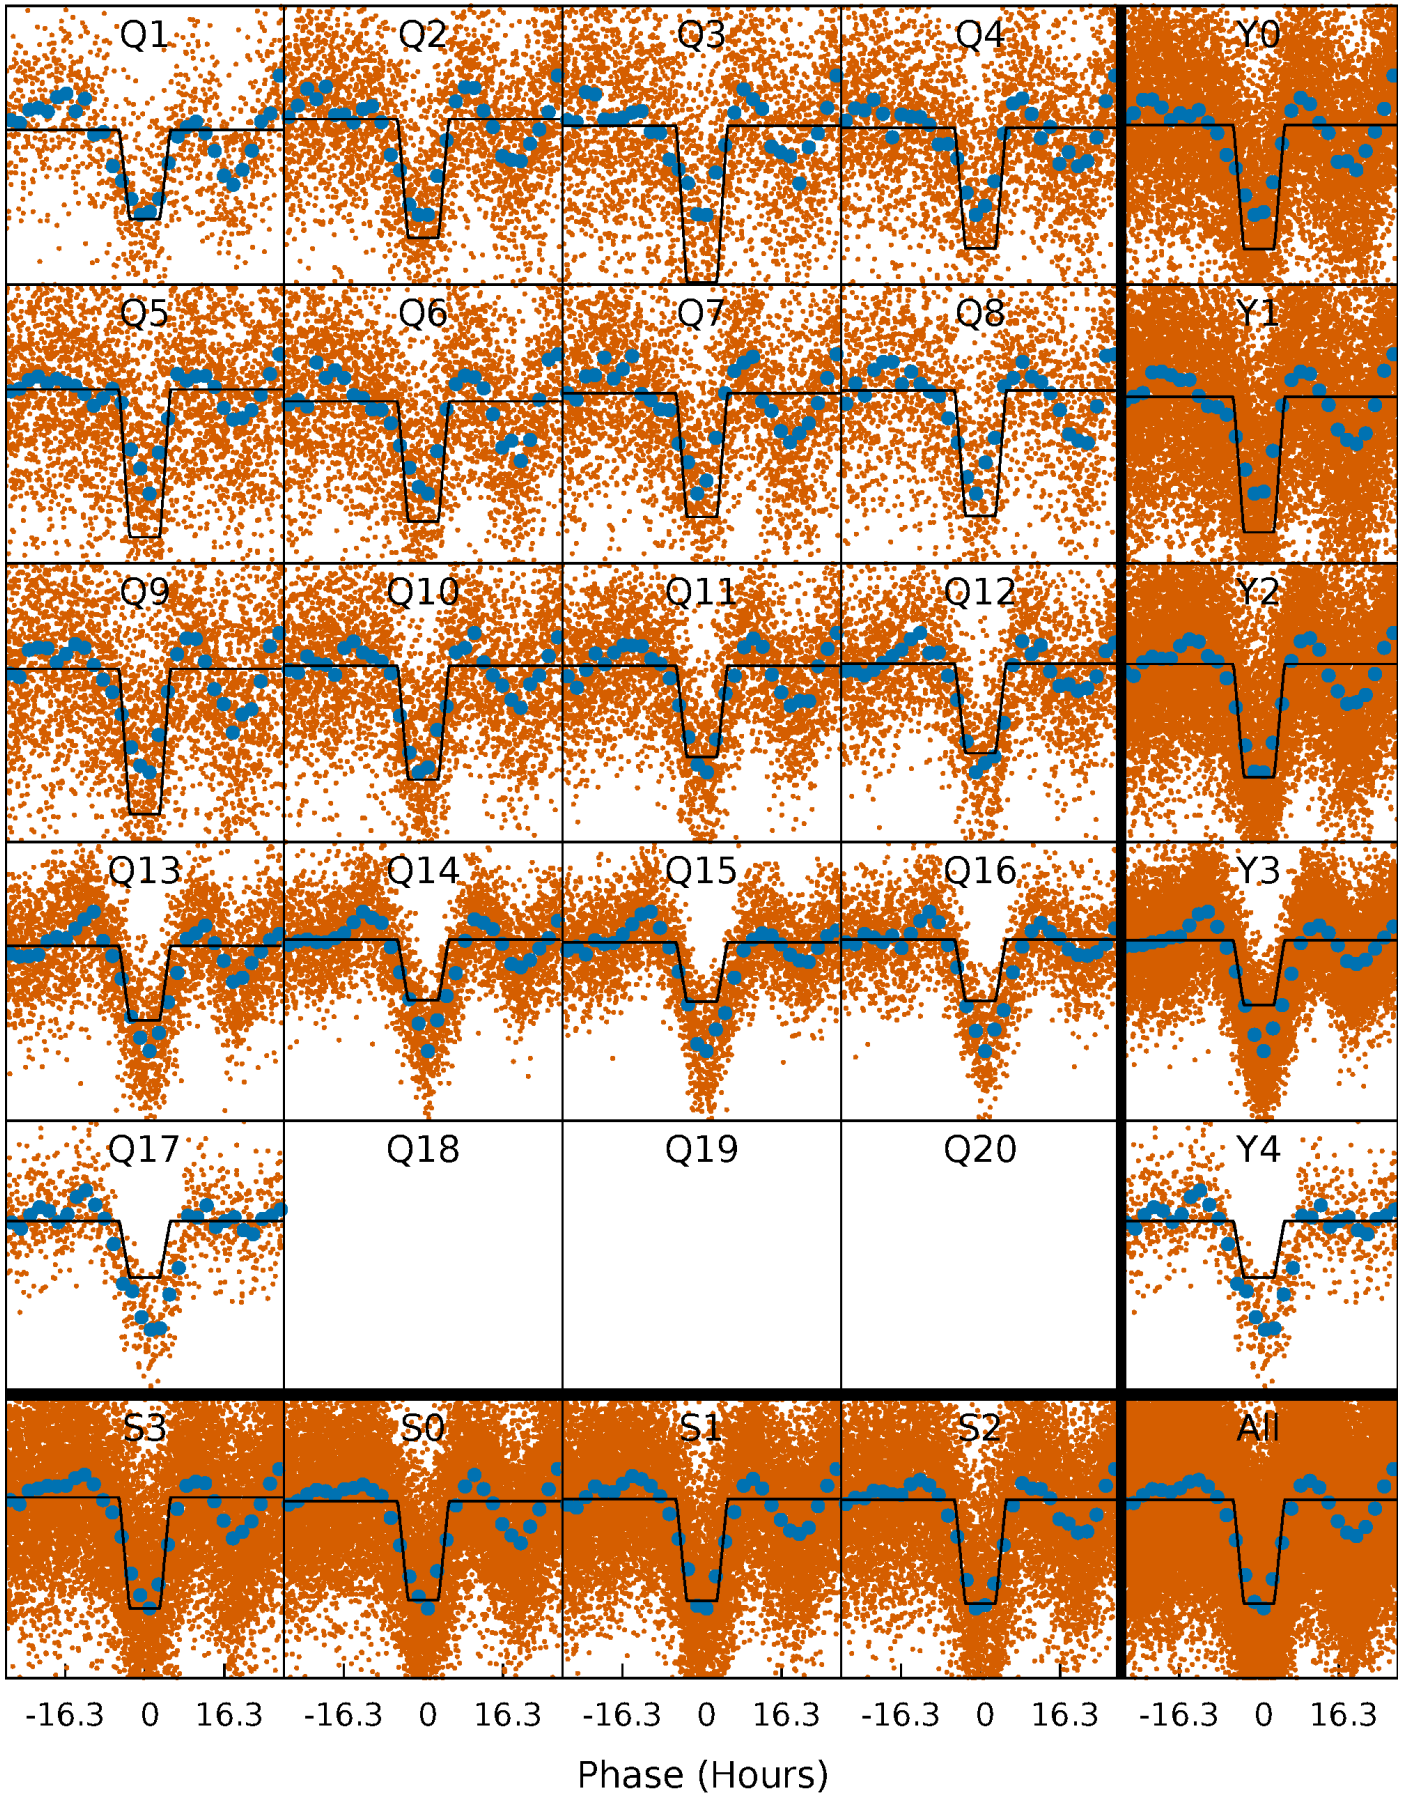 Q1 Q2 Q3 Q4 Y0
Q5 Q6 Q7 Q8 Y1
Q9 Q10 Q11 Q12 Y2
Q13 Q14 Q15 Q16 Y3
Q17 Q18 Q19 Q20 Y4
S3 S0 S1 S2 All
-16.3 0 16.3 -16.3 0 16.3 -16.3 0 16.3 -16.3 0 16.3 -16.3 0 16.3
Phase (Hours)